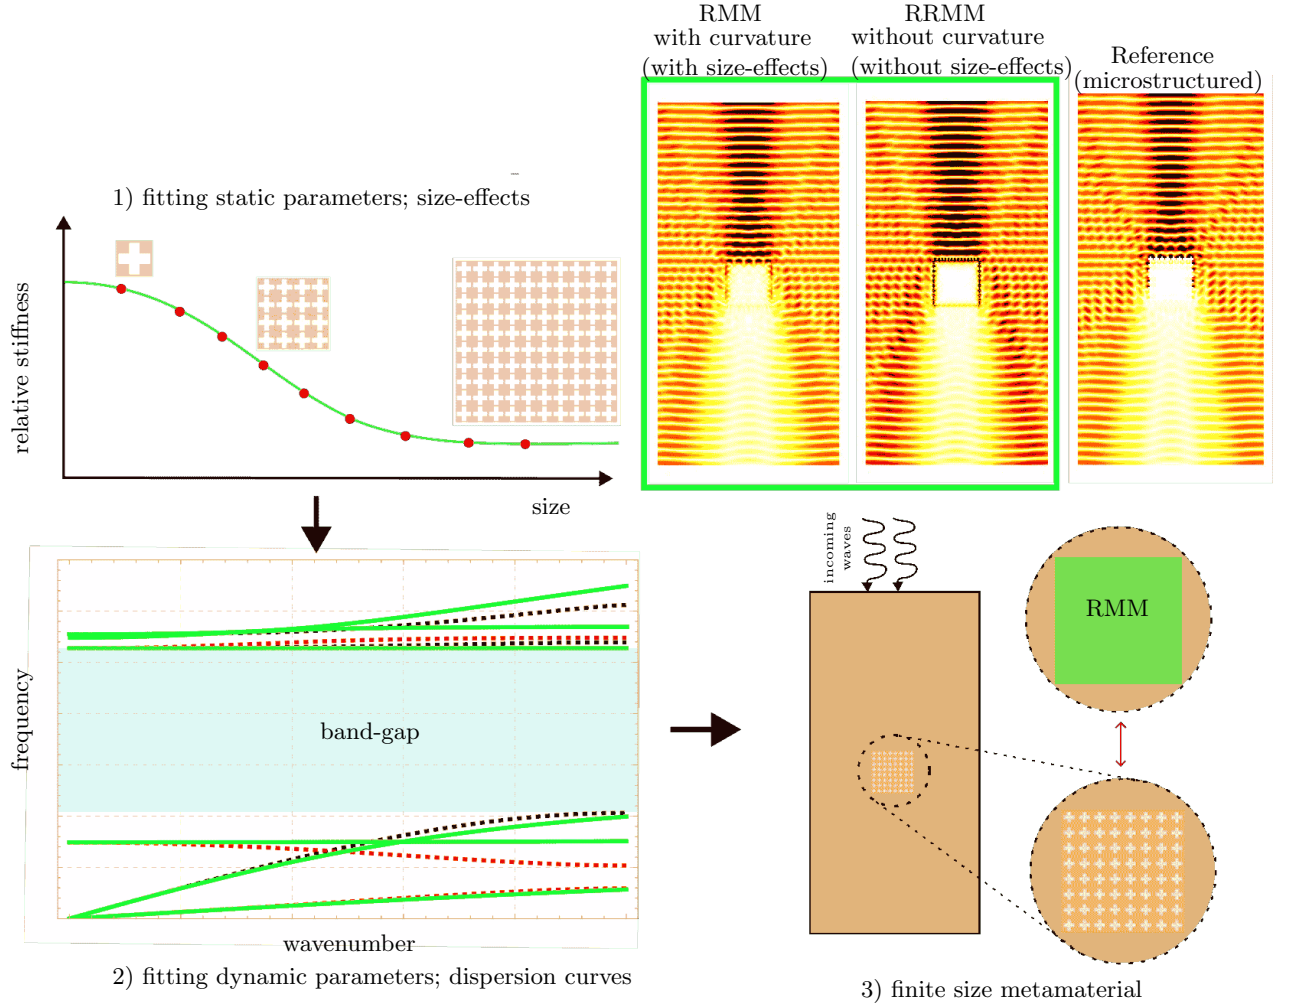 RMM
with curvature
(with size-effects)
RRMM
without curvature
(without size-effects)
Reference
(microstructured)
1) fitting static parameters; size-effects
relative stiffness
size
frequency
band-gap
wavenumber
2) fitting dynamic parameters; dispersion curves
incoming
waves
RMM
3) finite size metamaterial